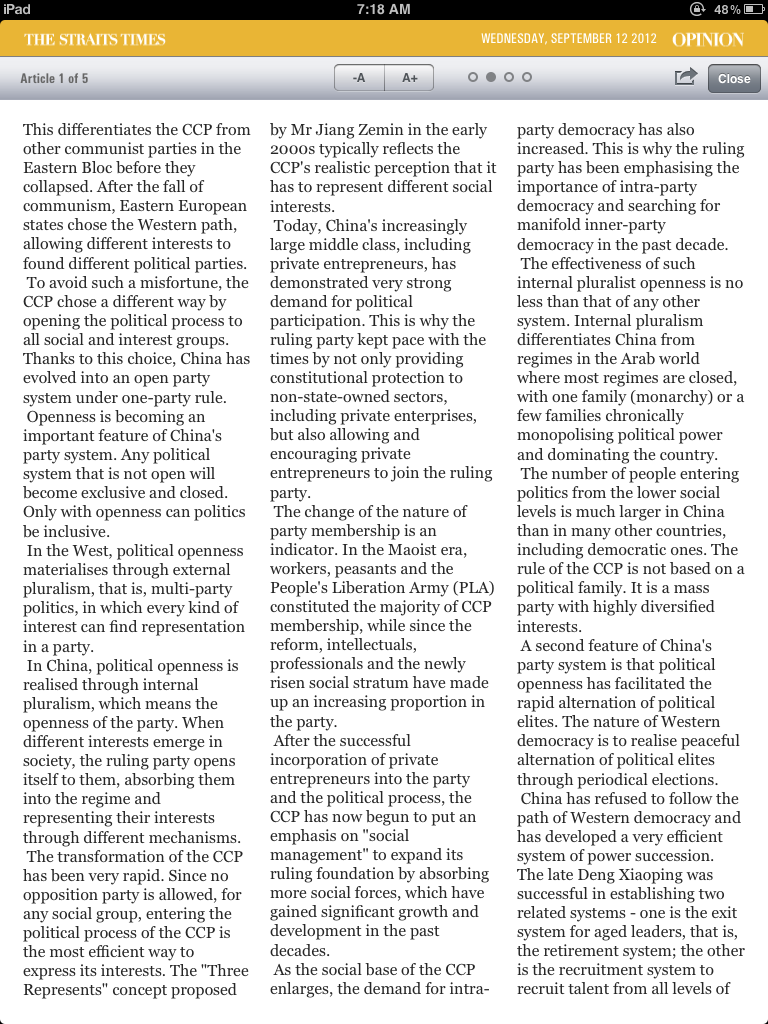 iPad
7:18 AM
48%
THE STRAITS TIMES
WEDNESDAY, SEPTEMBER 12 2012
OPINION
Article 1 of 5
-A
A+
Close
This differentiates the CCP from
other communist parties in the
Eastern Bloc before they
collapsed. After the fall of
communism, Eastern European
states chose the Western path,
allowing different interests to
found different political parties.
To avoid such a misfortune, the
CCP chose a different way by
opening the political process to
all social and interest groups.
Thanks to this choice, China has
evolved into an open party
system under one-party rule.
Openness is becoming an
important feature of China's
party system. Any political
system that is not open will
become exclusive and closed.
Only with openness can politics
be inclusive.
In the West, political openness
materialises through external
pluralism, that is, multi-party
politics, in which every kind of
interest can find representation
in a party.
In China, political openness is
realised through internal
pluralism, which means the
openness of the party. When
different interests emerge in
society, the ruling party opens
itself to them, absorbing them
into the regime and
representing their interests
through different mechanisms.
The transformation of the CCP
has been very rapid. Since no
opposition party is allowed, for
any social group, entering the
political process of the CCP is
the most efficient way to
express its interests. The "Three
Represents" concept proposed
by Mr Jiang Zemin in the early
2000s typically reflects the
CCP's realistic perception that it
has to represent different social
interests.
Today, China's increasingly
large middle class, including
private entrepreneurs, has
demonstrated very strong
demand for political
participation. This is why the
ruling party kept pace with the
times by not only providing
constitutional protection to
non-state-owned sectors,
including private enterprises,
but also allowing and
encouraging private
entrepreneurs to join the ruling
party.
The change of the nature of
party membership is an
indicator. In the Maoist era,
workers, peasants and the
People's Liberation Army (PLA)
constituted the majority of CCP
membership, while since the
reform, intellectuals,
professionals and the newly
risen social stratum have made
up an increasing proportion in
the party.
After the successful
incorporation of private
entrepreneurs into the party
and the political process, the
CCP has now begun to put an
emphasis on "social
management" to expand its
ruling foundation by absorbing
more social forces, which have
gained significant growth and
development in the past
decades.
As the social base of the CCP
enlarges, the demand for intra-
party democracy has also
increased. This is why the ruling
party has been emphasising the
importance of intra-party
democracy and searching for
manifold inner-party
democracy in the past decade.
The effectiveness of such
internal pluralist openness is no
less than that of any other
system. Internal pluralism
differentiates China from
regimes in the Arab world
where most regimes are closed,
with one family (monarchy) or a
few families chronically
monopolising political power
and dominating the country.
The number of people entering
politics from the lower social
levels is much larger in China
than in many other countries,
including democratic ones. The
rule of the CCP is not based on a
political family. It is a mass
party with highly diversified
interests.
A second feature of China's
party system is that political
openness has facilitated the
rapid alternation of political
elites. The nature of Western
democracy is to realise peaceful
alternation of political elites
through periodical elections.
China has refused to follow the
path of Western democracy and
has developed a very efficient
system of power succession.
The late Deng Xiaoping was
successful in establishing two
related systems - one is the exit
system for aged leaders, that is,
the retirement system; the other
is the recruitment system to
recruit talent from all levels of